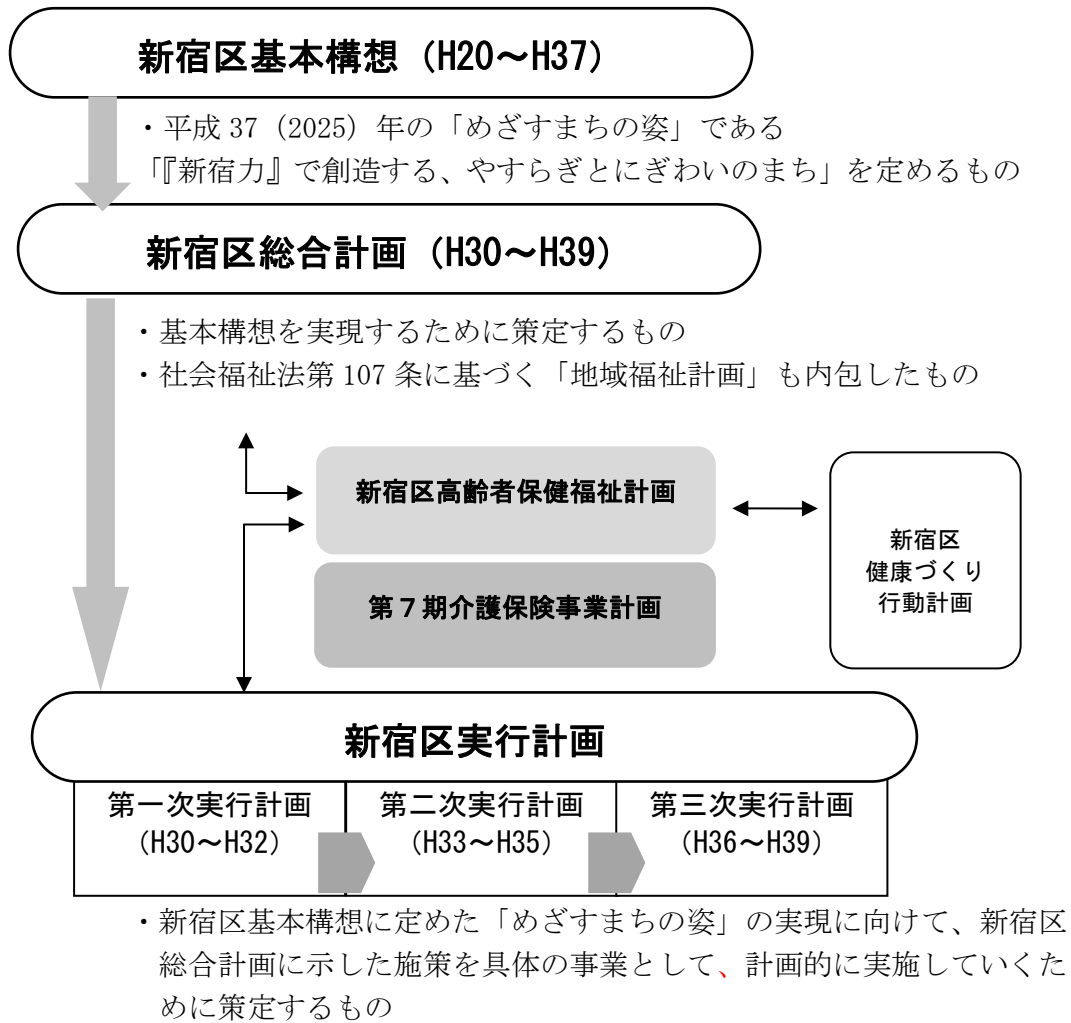 新宿区基本構想（H20～H37）
・平成 37（2025）年の「めざすまちの姿」である
「『新宿力』で創造する、やすらぎとにぎわいのまち」を定めるもの
新宿区総合計画（H30～H39）
・基本構想を実現するために策定するもの
・社会福祉法第 107 条に基づく「地域福祉計画」も内包したもの
新宿区高齢者保健福祉計画
第７期介護保険事業計画
新宿区
健康づくり
行動計画
新宿区実行計画
第一次実行計画
（H30～H32）
第二次実行計画
（H33～H35）
第三次実行計画
（H36～H39）
・新宿区基本構想に定めた「めざすまちの姿」の実現に向けて、新宿区
総合計画に示した施策を具体の事業として、計画的に実施していくた
めに策定するもの